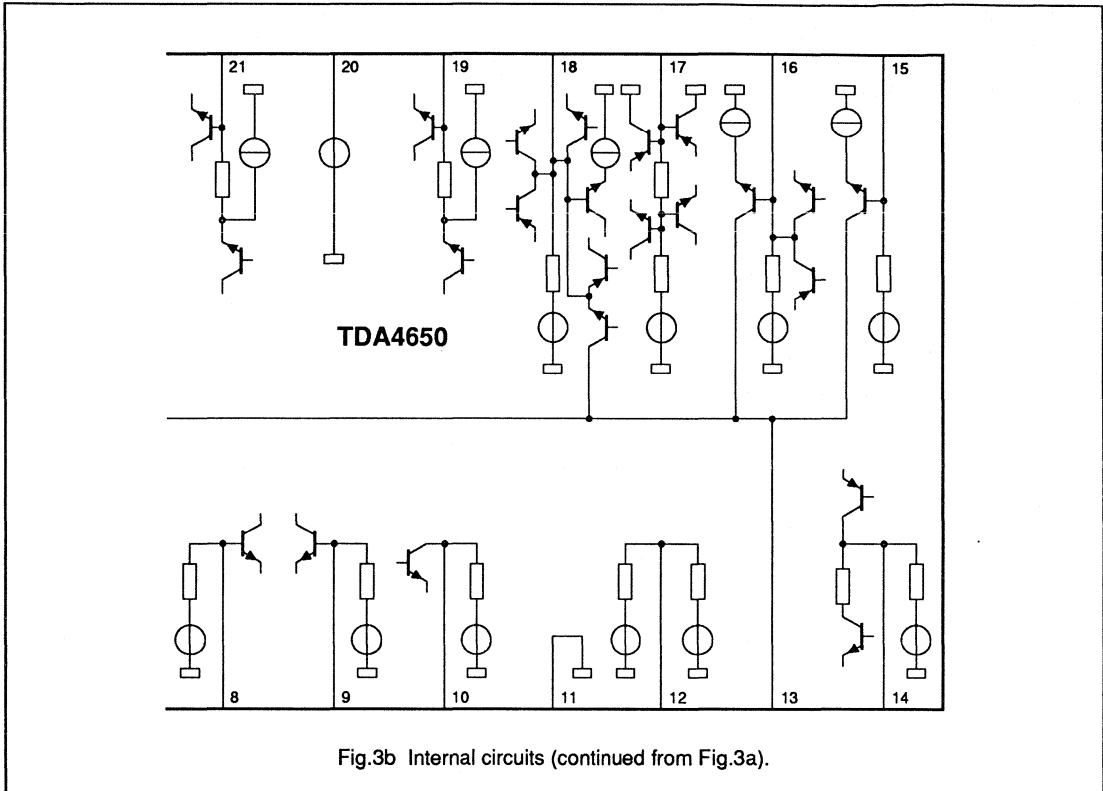 21 20 19 18 17 16 15
TDA4650
8 9 10 11 12 13 14
Fig.3b Internal circuits (continued from Fig.3a).